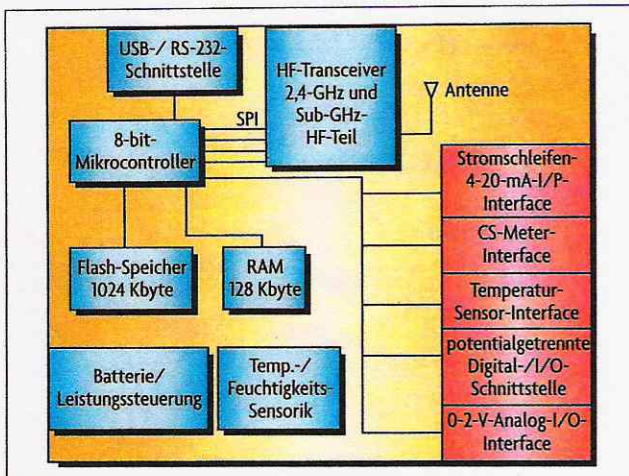 USB-/ RS-232-
Schnittstelle
HF-Transceiver
2,4-GHz und
Sub-GHz-
HF-Teil
Antenne
SPI
8-bit-
Mikrocontroller
Stromschleifen-
4-20-mA-I/P-
Interface
CS-Meter-
Interface
Flash-Speicher
1024 Kbyte
RAM
128 Kbyte
Temperatur-
Sensor-Interface
potentialgetrennte
Digital-/I/O-
Schnittstelle
Batterie/
Leistungssteuerung
Temp.-/
Feuchtigkeits-
Sensorik
0-2-V-Analog-I/O-
Interface